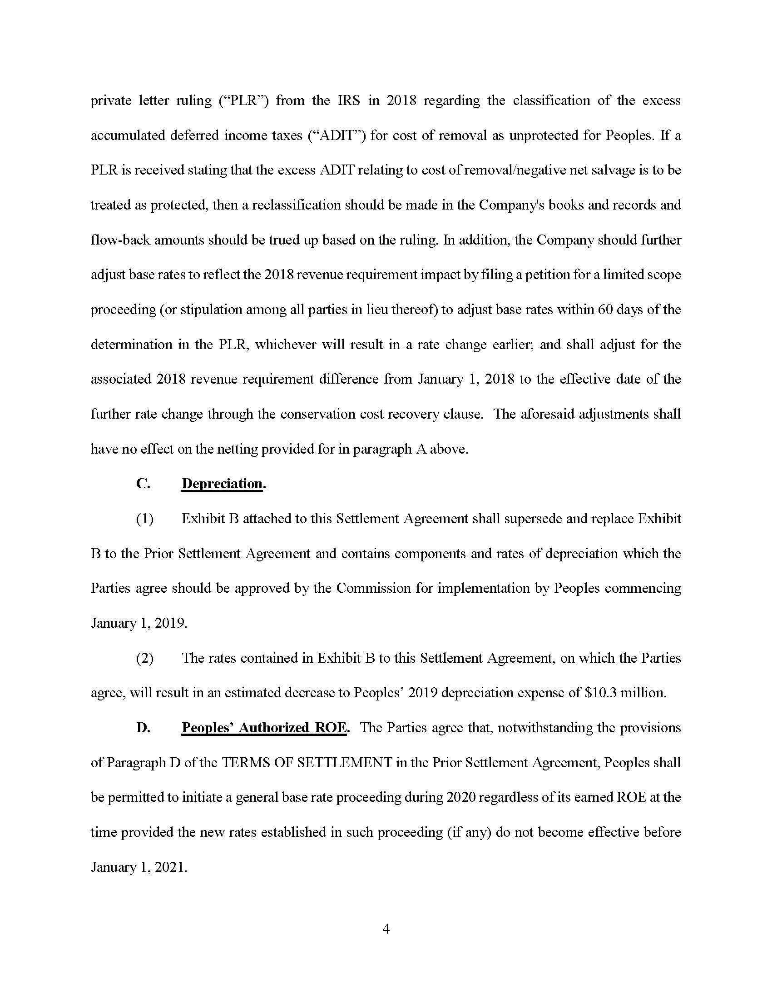 private letter ruling (“PLR”) from the IRS in 2018 regarding the classification of the excess
accumulated deferred income taxes (“ADIT”) for cost of removal as unprotected for Peoples. If a
PLR is received stating that the excess ADIT relating to cost of removal/negative net salvage is to be
treated as protected, then a reclassification should be made in the Company's books and records and
flow-back amounts should be trued up based on the ruling. In addition, the Company should further
adjust base rates to reflect the 2018 revenue requirement impact by filing a petition for a limited scope
proceeding (or stipulation among all parties in lieu thereof) to adjust base rates within 60 days of the
determination in the PLR, whichever will result in a rate change earlier; and shall adjust for the
associated 2018 revenue requirement difference from January 1, 2018 to the effective date of the
further rate change through the conservation cost recovery clause.  The aforesaid adjustments shall
have no effect on the netting provided for in paragraph A above.
C. Depreciation.
(1) Exhibit B attached to this Settlement Agreement shall supersede and replace Exhibit
B to the Prior Settlement Agreement and contains components and rates of depreciation which the
Parties agree should be approved by the Commission for implementation by Peoples commencing
January 1, 2019.
(2) The rates contained in Exhibit B to this Settlement Agreement, on which the Parties
agree, will result in an estimated decrease to Peoples’ 2019 depreciation expense of $10.3 million.
D. Peoples’ Authorized ROE.  The Parties agree that, notwithstanding the provisions
of Paragraph D of the TERMS OF SETTLEMENT in the Prior Settlement Agreement, Peoples shall
be permitted to initiate a general base rate proceeding during 2020 regardless of its earned ROE at the
time provided the new rates established in such proceeding (if any) do not become effective before
January 1, 2021.
4